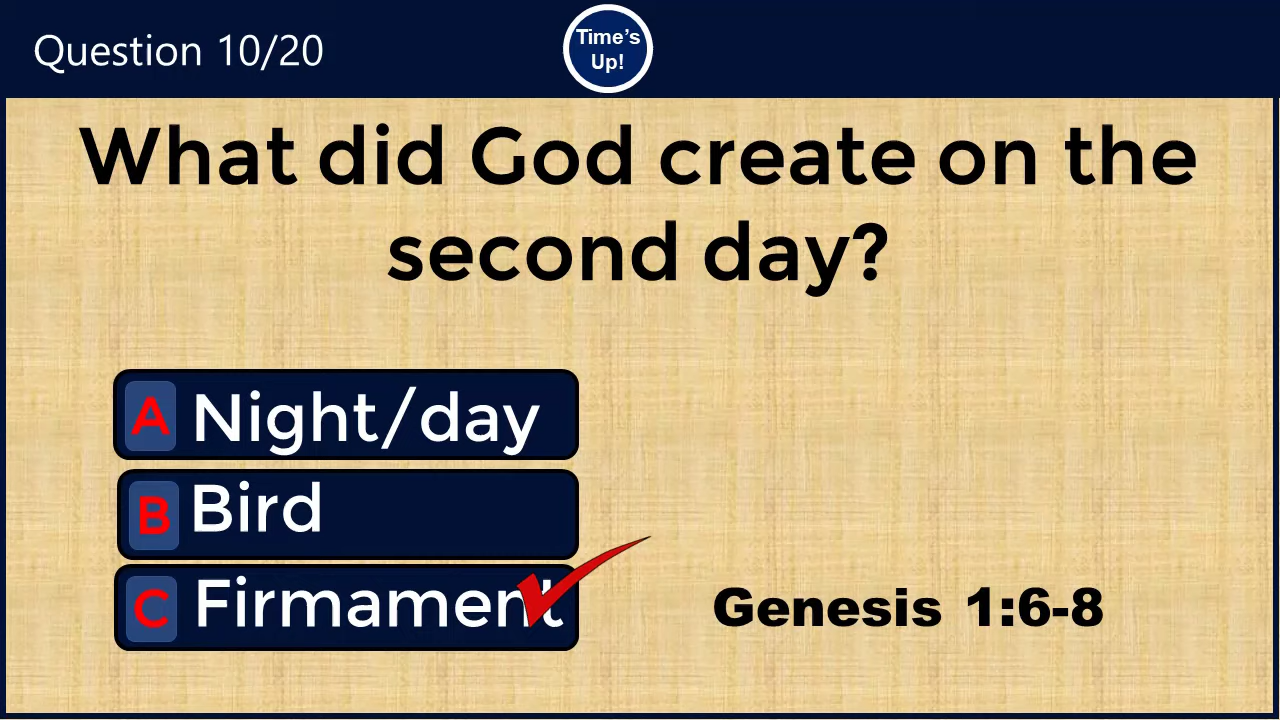 Question 10/20
Time's
Up!
What did God create on the
second day?
A Night/day
B Bird
C Firmament
Genesis 1:6-8